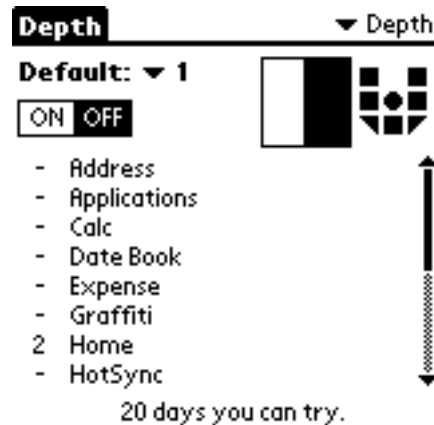 Depth ▼ Depth
Default: ▼ 1
ON OFF
- Address
- Applications
- Calc
- Date Book
- Expense
- Graffiti
2 Home
- HotSync
20 days you can try.